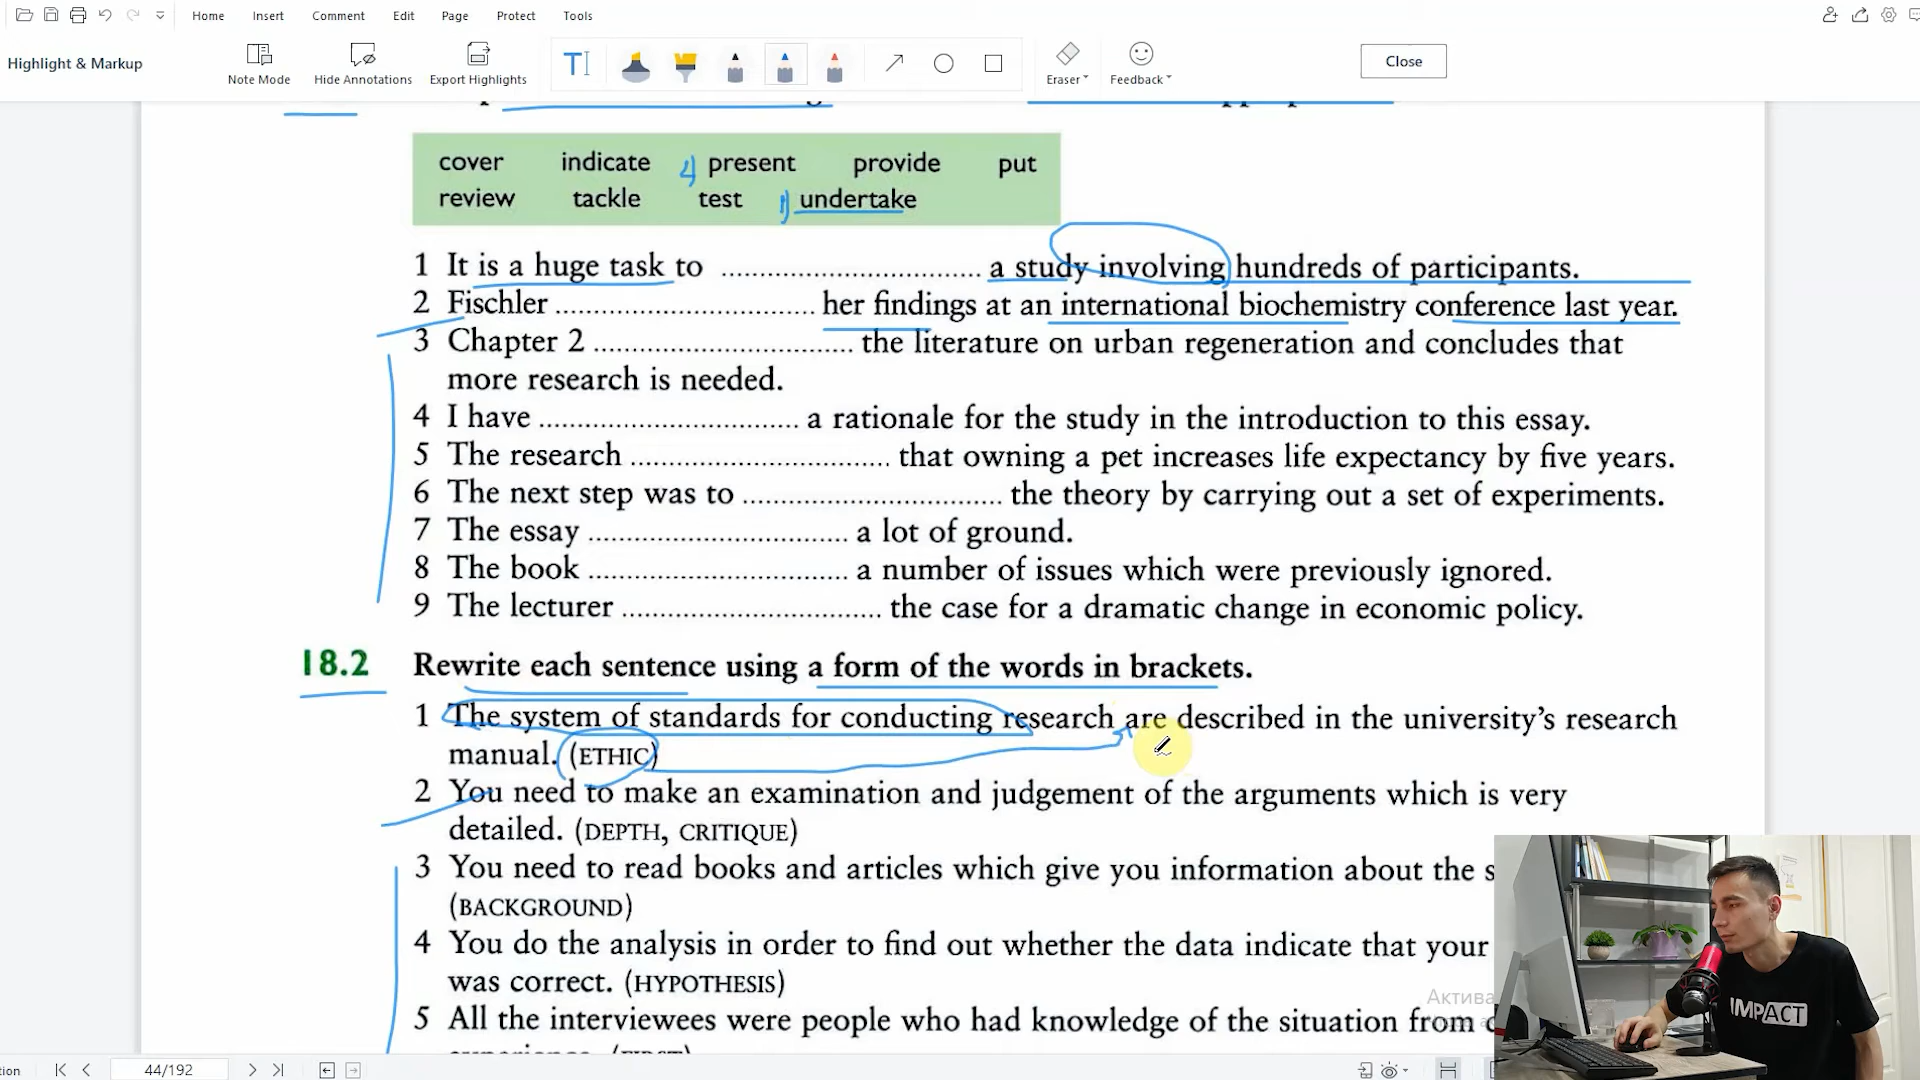 Home Insert Comment Edit Page Protect Tools
Highlight & Markup
Note Mode Hide Annotations Export Highlights Eraser Feedback Close
cover indicate 4) present provide put
review tackle test 1) undertake
1 It is a huge task to .................................. a study involving hundreds of participants.
2 Fischler .................................. her findings at an international biochemistry conference last year.
3 Chapter 2 .................................. the literature on urban regeneration and concludes that
more research is needed.
4 I have .................................. a rationale for the study in the introduction to this essay.
5 The research .................................. that owning a pet increases life expectancy by five years.
6 The next step was to .................................. the theory by carrying out a set of experiments.
7 The essay .................................. a lot of ground.
8 The book .................................. a number of issues which were previously ignored.
9 The lecturer .................................. the case for a dramatic change in economic policy.
18.2 Rewrite each sentence using a form of the words in brackets.
1 The system of standards for conducting research are described in the university's research
manual. (ETHIC)
2 You need to make an examination and judgement of the arguments which is very
detailed. (DEPTH, CRITIQUE)
3 You need to read books and articles which give you information about the s
(BACKGROUND)
4 You do the analysis in order to find out whether the data indicate that your
was correct. (HYPOTHESIS)
Актива
IMPACT
5 All the interviewees were people who had knowledge of the situation from
tion 44/192